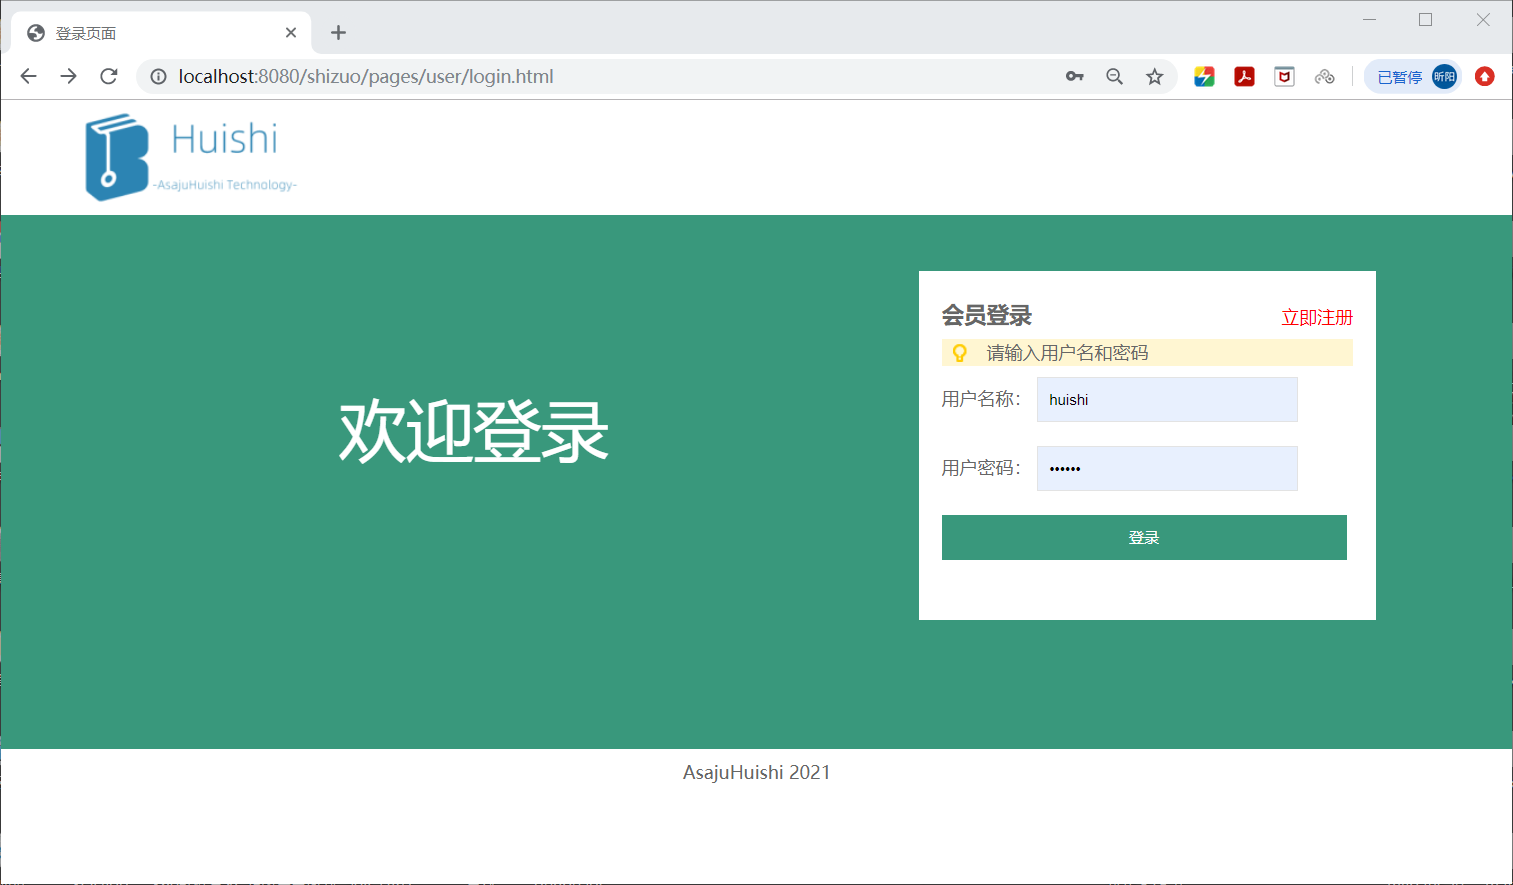 登录页面
localhost:8080/shizuo/pages/user/login.html
已暂停
昕阳
Huishi
-AsajuHuishi Technology-
欢迎登录
会员登录
立即注册
请输入用户名和密码
用户名称：
huishi
用户密码：
••••••
登录
AsajuHuishi 2021